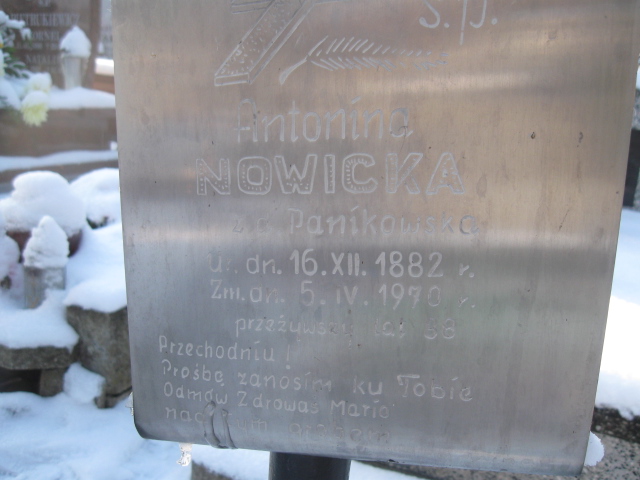 Ś.P.
Antonina
NOWICKA
z d. Panikowska
Ur. dn. 16.XII. 1882 r.
Zm. dn. 5. IV. 1970 r.
przeżywszy lat 88
Przechodniu!
Prośbę zanosim ku Tobie
Odmów Zdrowaś Mario